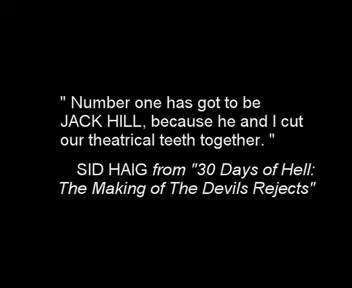 " Number one has got to be
JACK HILL, because he and I cut
our theatrical teeth together. "
SID HAIG from "30 Days of Hell:
The Making of The Devils Rejects"